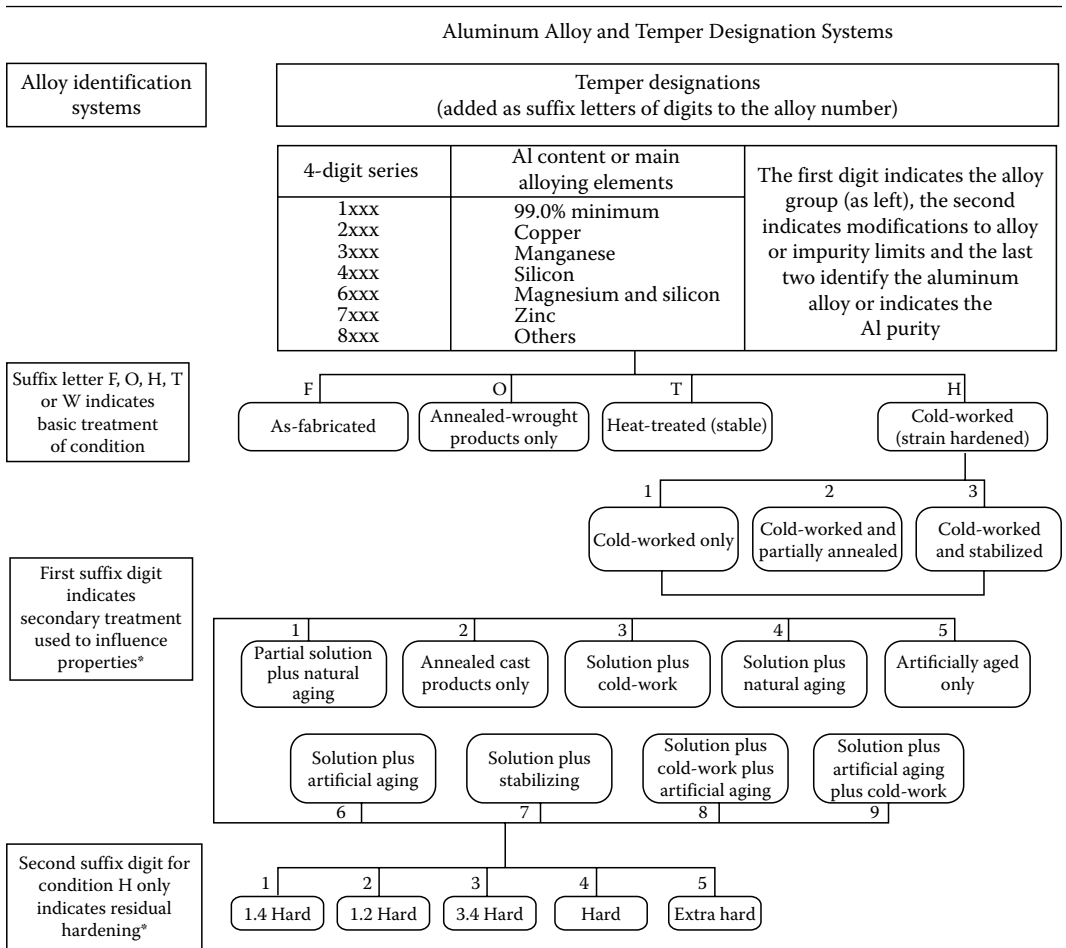 Aluminum Alloy and Temper Designation Systems
Alloy identification
systems
Temper designations
(added as suffix letters of digits to the alloy number)
4-digit series
Al content or main
alloying elements
1xxx
99.0% minimum
2xxx
Copper
3xxx
Manganese
4xxx
Silicon
6xxx
Magnesium and silicon
7xxx
Zinc
8xxx
Others
The first digit indicates the alloy
group (as left), the second
indicates modifications to alloy
or impurity limits and the last
two identify the aluminum
alloy or indicates the
Al purity
Suffix letter F, O, H, T
or W indicates
basic treatment
of condition
F
As-fabricated
O
Annealed-wrought
products only
T
Heat-treated (stable)
H
Cold-worked
(strain hardened)
1
Cold-worked only
2
Cold-worked and
partially annealed
3
Cold-worked
and stabilized
First suffix digit
indicates
secondary treatment
used to influence
properties*
1
Partial solution
plus natural
aging
2
Annealed cast
products only
3
Solution plus
cold-work
4
Solution plus
natural aging
5
Artificially aged
only
Solution plus
artificial aging
6
Solution plus
stabilizing
7
Solution plus
cold-work plus
artificial aging
8
Solution plus
artificial aging
plus cold-work
9
Second suffix digit for
condition H only
indicates residual
hardening*
1
1.4 Hard
2
1.2 Hard
3
3.4 Hard
4
Hard
5
Extra hard